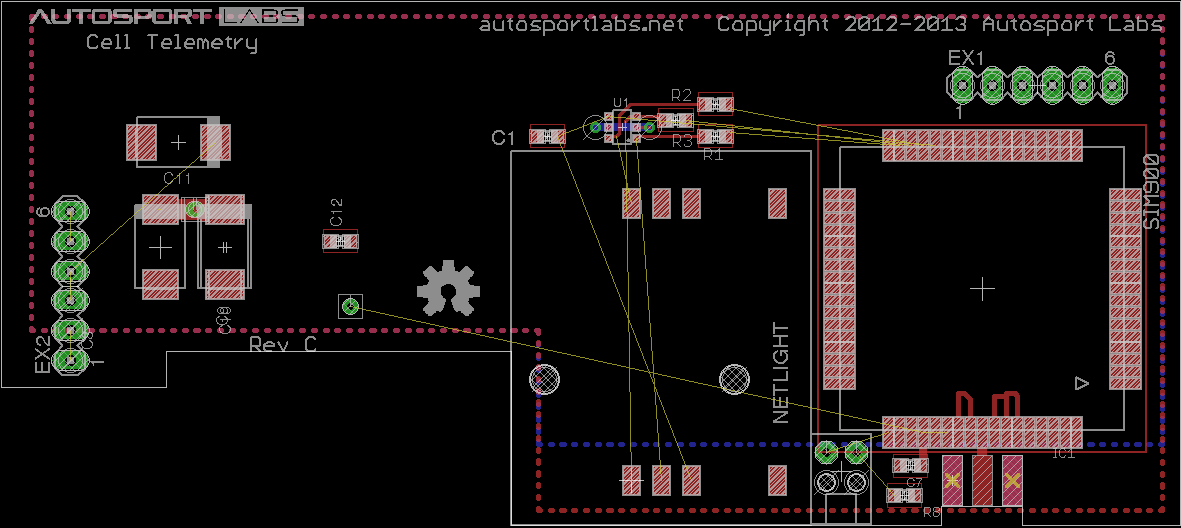 AUTOSPORT LABS
Cell Telemetry
autosportlabs.net Copyright 2012-2013 Autosport Labs
EX1
6
1
R2
U1
C1
R3
R1
C11
SIM900
6
C12
EX2
1
Rev C
NETLIGHT
IC1
C7
R8